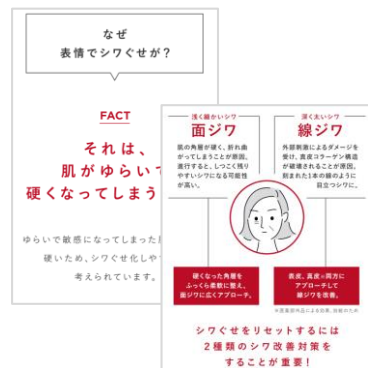 なぜ
表情でシワぐせが？
FACT
それは、
肌がゆらいで
硬くなってしまう
ゆらいで敏感になってしまった
硬いため、シワぐせ化しや
考えられています。
浅く細かいシワ
面ジワ
肌の角層が硬く、折れ曲
がってしまうことが原因。
進行すると、しつこく残り
やすいシワになる可能性
が高い。
深く太いシワ
線ジワ
外部刺激によるダメージを
受け、真皮コラーゲン構造
が破壊されることが原因。
刻まれた1本の線のように
目立つシワに。
硬くなった角層を
ふっくら柔軟に整え、
面ジワに広くアプローチ。
表皮、真皮※両方に
アプローチして
線ジワを改善。
シワぐせをリセットするには
2種類のシワ改善対策を
することが重要！